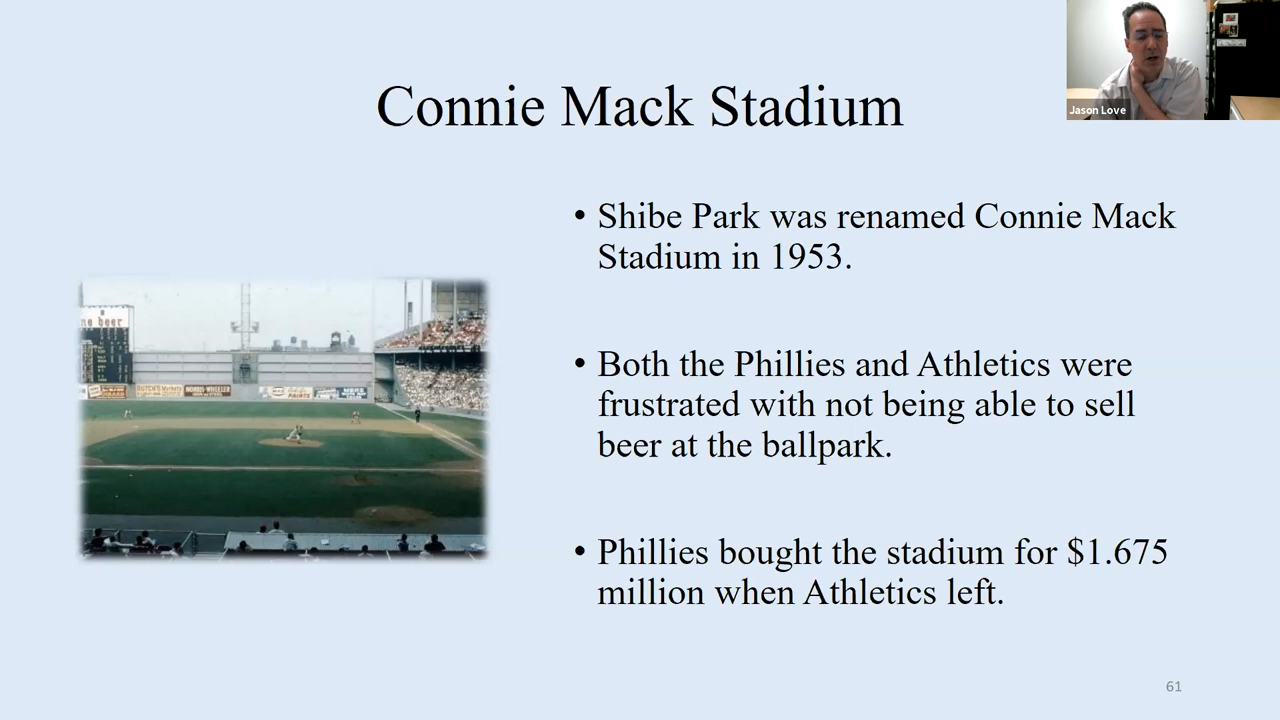 Connie Mack Stadium
Jason Love
• Shibe Park was renamed Connie Mack
Stadium in 1953.
• Both the Phillies and Athletics were
frustrated with not being able to sell
beer at the ballpark.
• Phillies bought the stadium for $1.675
million when Athletics left.
ne beer
61